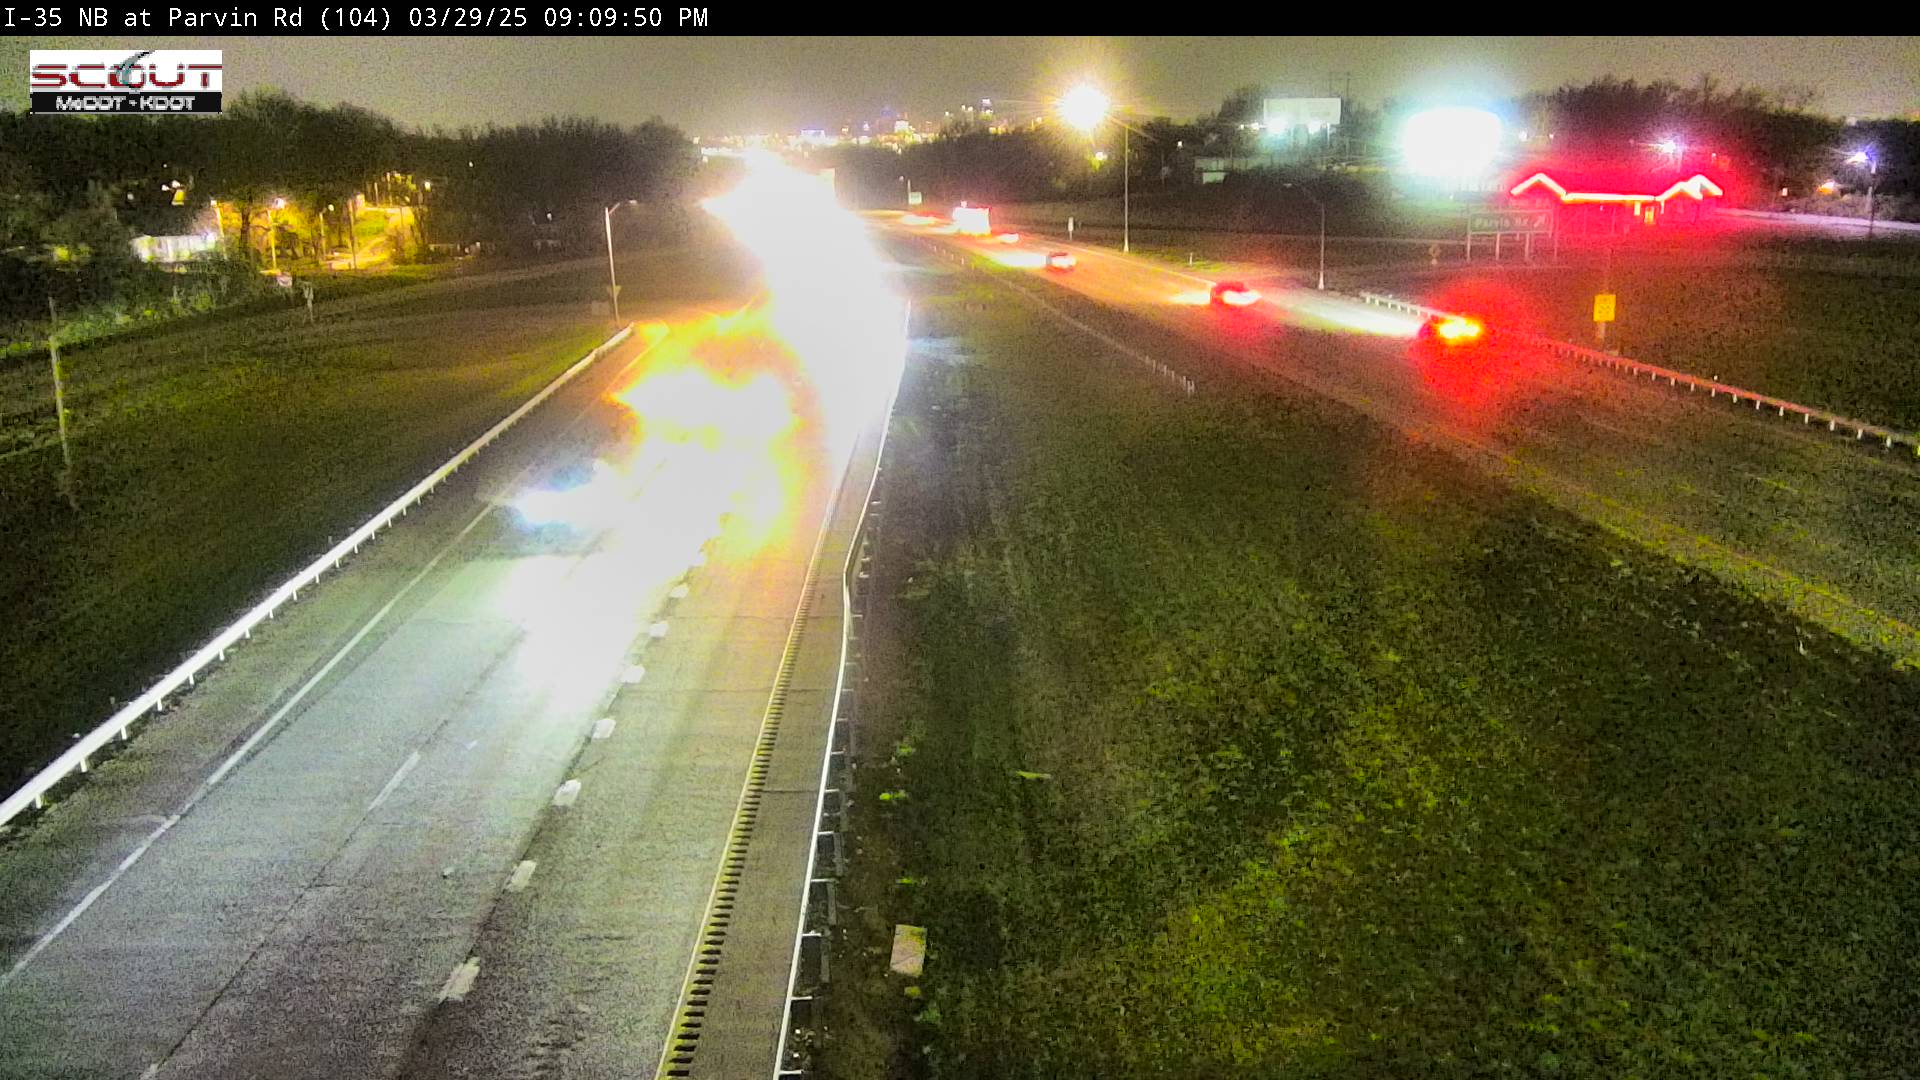 I-35 NB at Parvin Rd (104) 03/29/25 09:09:50 PM
SCOUT
MoDOT - KDOT
Parvin Rd